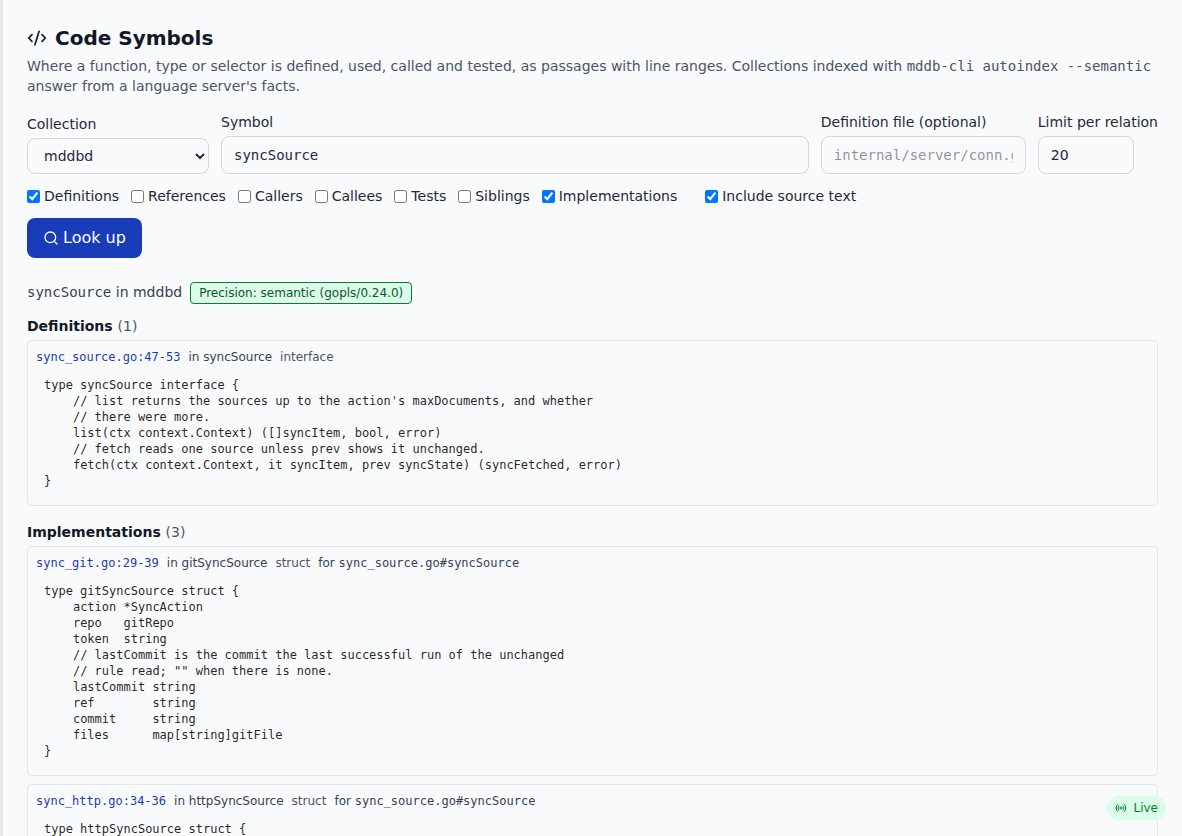 Code Symbols
Where a function, type or selector is defined, used, called and tested, as passages with line ranges. Collections indexed with mddb-cli autoindex --semantic
answer from a language server's facts.
Collection
Symbol
Definition file (optional)
Limit per relation
mddbd
syncSource
internal/server/conn.g
20
Definitions References Callers Callees Tests Siblings Implementations Include source text
Look up
syncSource in mddbd Precision: semantic (gopls/0.24.0)
Definitions (1)
sync_source.go:47-53 in syncSource interface
type syncSource interface {
    // list returns the sources up to the action's maxDocuments, and whether
    // there were more.
    list(ctx context.Context) ([]syncItem, bool, error)
    // fetch reads one source unless prev shows it unchanged.
    fetch(ctx context.Context, it syncItem, prev syncState) (syncFetched, error)
}
Implementations (3)
sync_git.go:29-39 in gitSyncSource struct for sync_source.go#syncSource
type gitSyncSource struct {
    action *SyncAction
    repo   gitRepo
    token  string
    // lastCommit is the commit the last successful run of the unchanged
    // rule read; "" when there is none.
    lastCommit string
    ref        string
    commit     string
    files      map[string]gitFile
}
sync_http.go:34-36 in httpSyncSource struct for sync_source.go#syncSource
Live
type httpSyncSource struct {